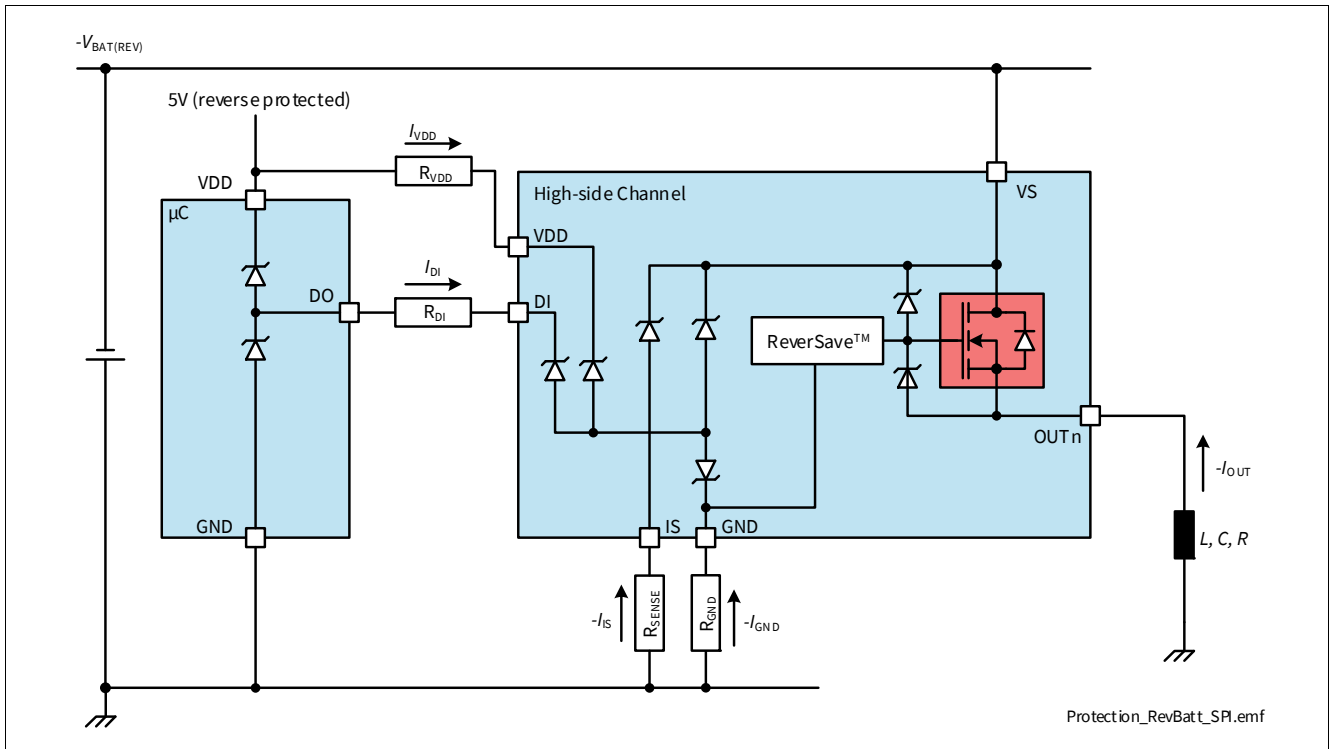 -VBAT(REV)
5V (reverse protected)
IVDD
RVDD
VDD
µC
High-side Channel
VS
VDD
IDI
DO
RDI
DI
ReverSave™
OUTn
-IOUT
GND
IS
GND
L, C, R
-IIS
RSENSE
RGND
-IGND
Protection_RevBatt_SPI.emf